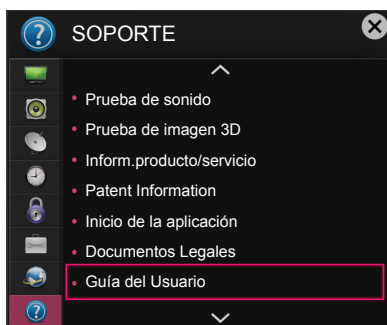 SOPORTE
Prueba de sonido
Prueba de imagen 3D
Inform.producto/servicio
Patent Information
Inicio de la aplicación
Documentos Legales
Guía del Usuario